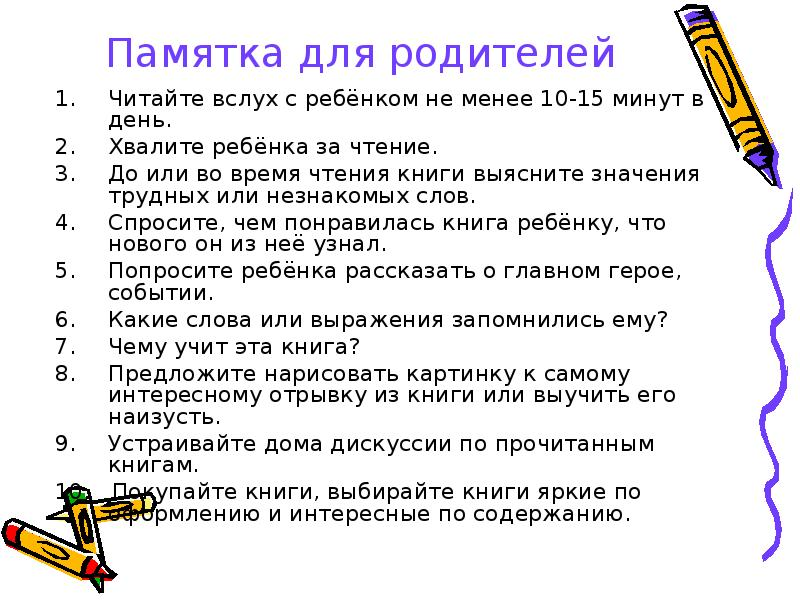 Памятка для родителей
1. Читайте вслух с ребёнком не менее 10-15 минут в
день.
2. Хвалите ребёнка за чтение.
3. До или во время чтения книги выясните значения
трудных или незнакомых слов.
4. Спросите, чем понравилась книга ребёнку, что
нового он из неё узнал.
5. Попросите ребёнка рассказать о главном герое,
событии.
6. Какие слова или выражения запомнились ему?
7. Чему учит эта книга?
8. Предложите нарисовать картинку к самому
интересному отрывку из книги или выучить его
наизусть.
9. Устраивайте дома дискуссии по прочитанным
книгам.
10. Покупайте книги, выбирайте книги яркие по
оформлению и интересные по содержанию.